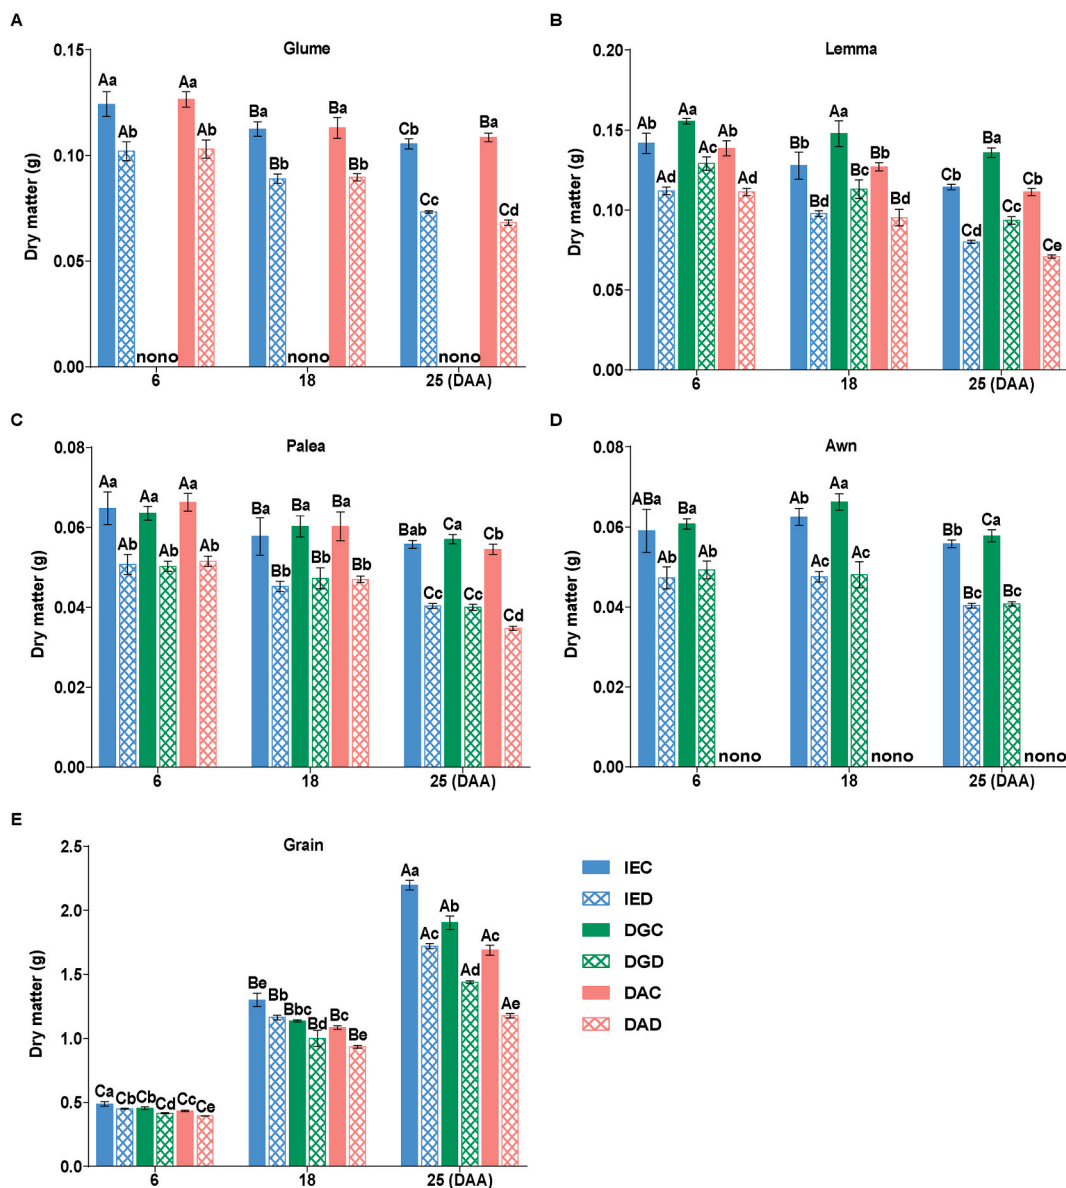 A
Glume
0.15
0.10
0.05
0.00
Dry matter (g)
Aa
Ab
nono
Aa
Ab
Ba
Bb
nono
Ba
Bb
Cb
Cc
nono
Ba
Cd
6
18
25 (DAA)
B
Lemma
0.20
0.15
0.10
0.05
0.00
Dry matter (g)
Ab
Ad
Aa
Ac
Ab
Ad
Bb
Bd
Aa
Bc
Bb
Bd
Cb
Cd
Ba
Cc
Cb
Ce
6
18
25 (DAA)
C
Palea
0.08
0.06
0.04
0.02
0.00
Dry matter (g)
Aa
Ab
Aa
Ab
Aa
Ab
Ba
Bb
Ba
Bb
Ba
Bb
Bab
Cc
Ca
Cc
Cb
Cd
6
18
25 (DAA)
D
Awn
0.08
0.06
0.04
0.02
0.00
Dry matter (g)
ABa
Ab
Ba
Ab
nono
Ab
Ac
Aa
Ac
nono
Bb
Bc
Ca
Bc
nono
6
18
25 (DAA)
E
Grain
2.5
2.0
1.5
1.0
0.5
0.0
Dry matter (g)
Ca
Cb
Cb
Cd
Cc
Ce
Be
Bb
Bbc
Bd
Bc
Be
Aa
Ac
Ab
Ad
Ac
Ae
6
18
25 (DAA)
IEC
IED
DGC
DGD
DAC
DAD